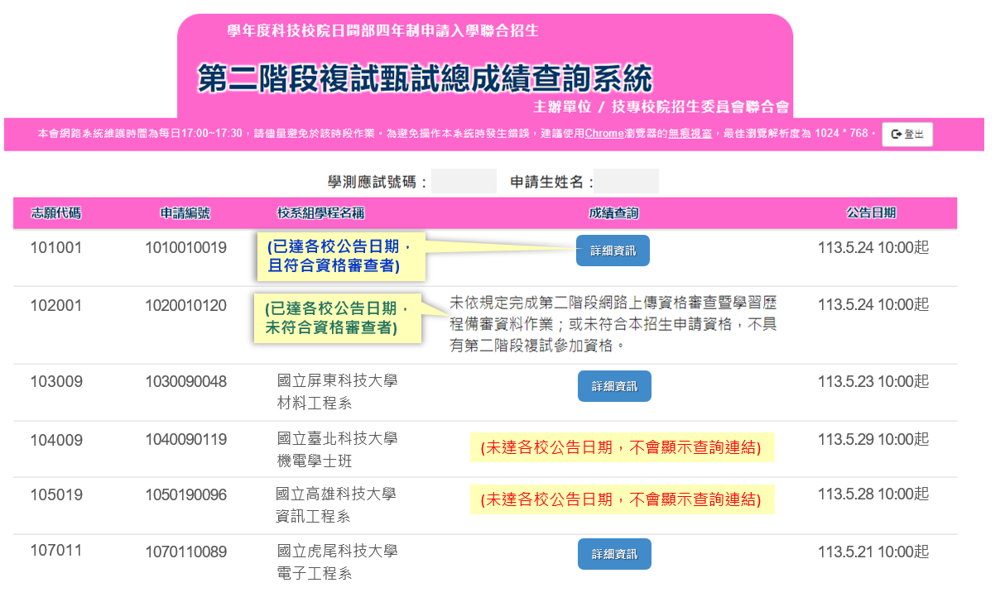 學年度科技校院日間部四年制申請入學聯合招生
第二階段複試甄試總成績查詢系統
主辦單位 / 技專校院招生委員會聯合會
本會網路系統維護時間為每日17:00~17:30，請儘量避免於該時段作業。為避免操作本系統時發生錯誤，建議使用Chrome瀏覽器的無痕視窗，最佳瀏覽解析度為 1024 * 768。 登出
學測應試號碼： 申請生姓名：
志願代碼 申請編號 校系組學程名稱 成績查詢 公告日期
101001 1010010019 (已達各校公告日期， 詳細資訊 113.5.24 10:00起
且符合資格審查者)
102001 1020010120 (已達各校公告日期， 未依規定完成第二階段網路上傳資格審查暨學習歷 113.5.24 10:00起
未符合資格審查者) 程備審資料作業；或未符合本招生申請資格，不具
有第二階段複試參加資格。
103009 1030090048 國立屏東科技大學 詳細資訊 113.5.23 10:00起
材料工程系
104009 1040090119 國立臺北科技大學 (未達各校公告日期，不會顯示查詢連結) 113.5.29 10:00起
機電學士班
105019 1050190096 國立高雄科技大學 (未達各校公告日期，不會顯示查詢連結) 113.5.28 10:00起
資訊工程系
107011 1070110089 國立虎尾科技大學 詳細資訊 113.5.21 10:00起
電子工程系